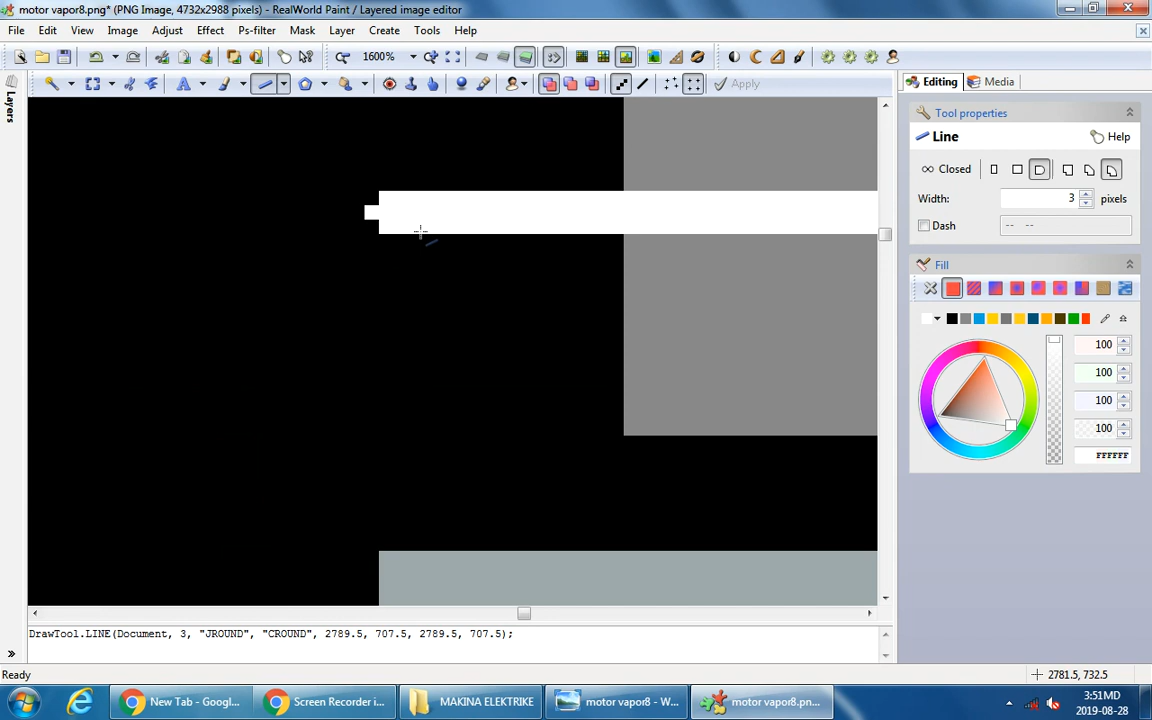 motor vapor8.png* (PNG Image, 4732x2988 pixels) - RealWorld Paint / Layered image editor
File Edit View Image Adjust Effect Ps-filter Mask Layer Create Tools Help
1600%
Apply
Layers
Editing Media
Tool properties
Line Help
Closed
Width: 3 pixels
Dash
Fill
100
100
100
100
FFFFFF
DrawTool.LINE(Document, 3, "JROUND", "CROUND", 2789.5, 707.5, 2789.5, 707.5);
Ready
2781.5, 732.5
New Tab - Googl...
Screen Recorder i...
MAKINA ELEKTRIKE
motor vapor8 - W...
motor vapor8.pn...
3:51MD
2019-08-28